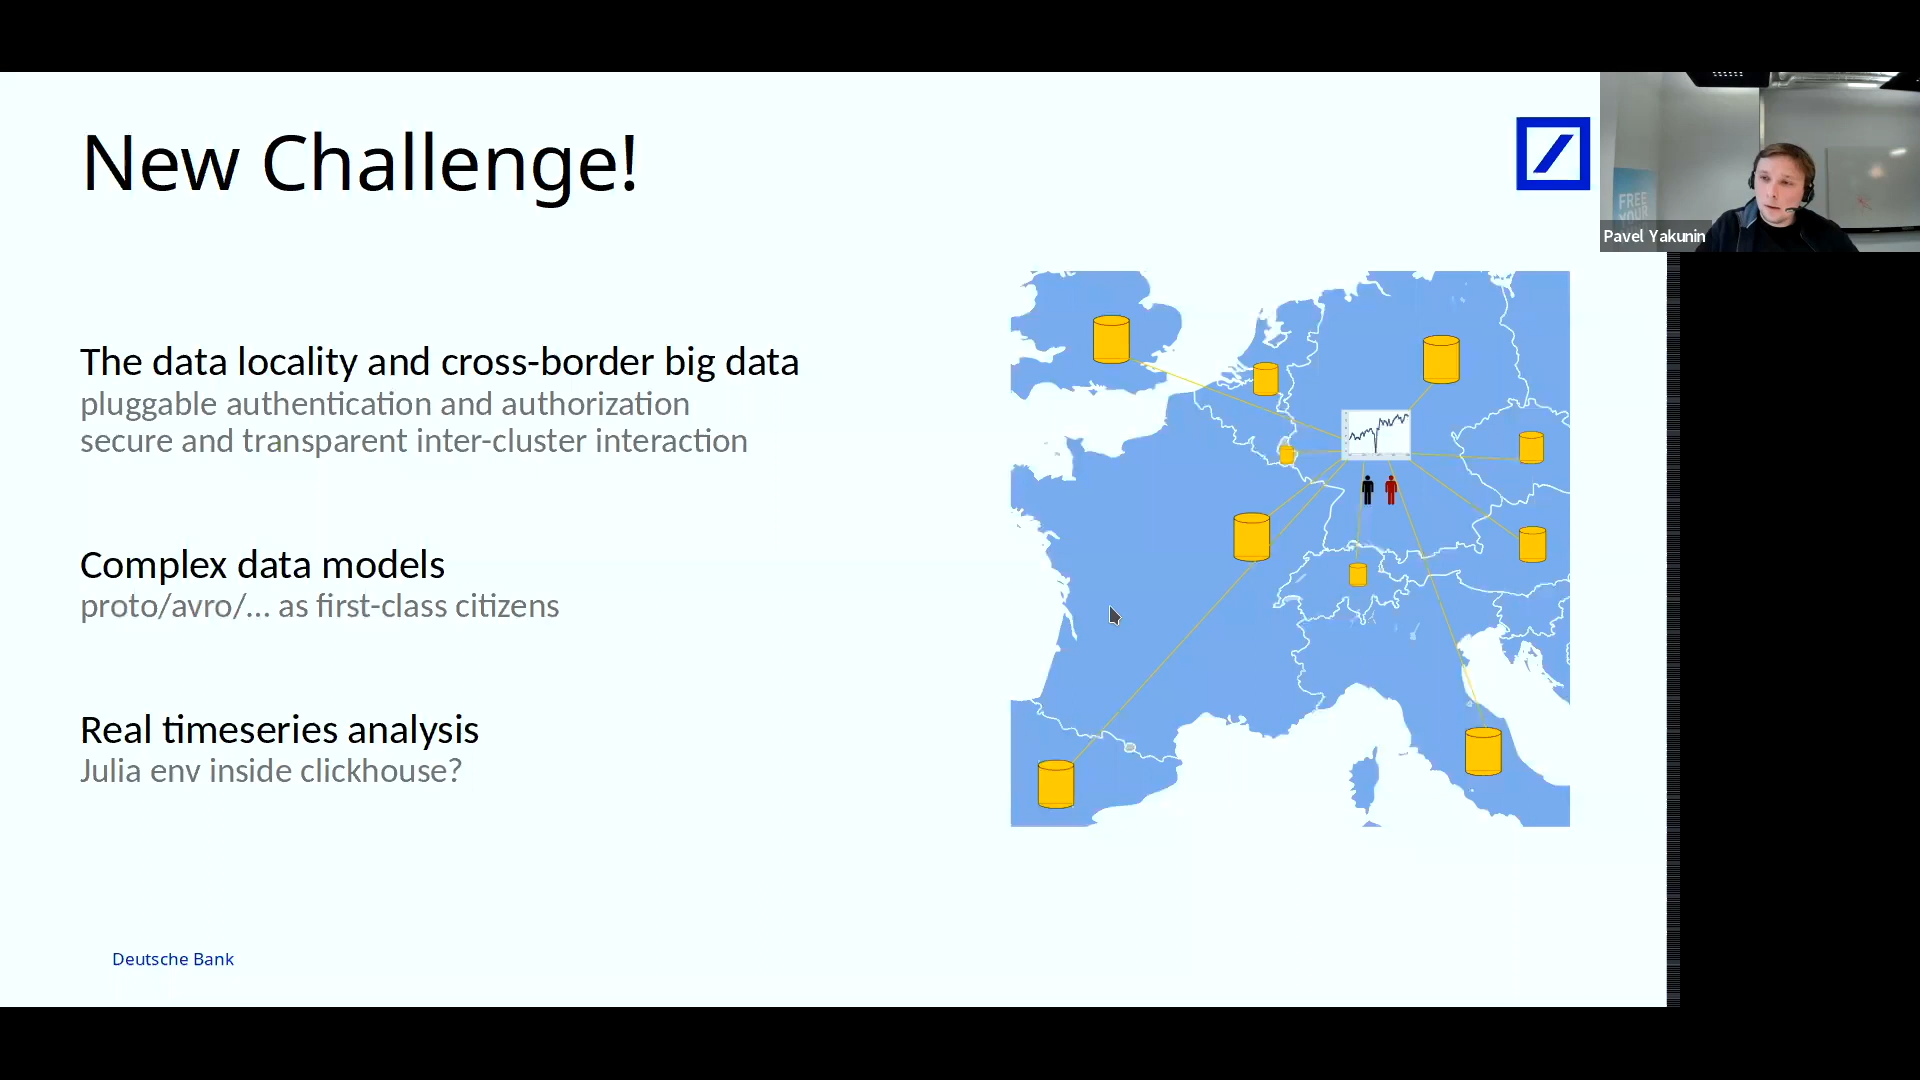 New Challenge!
FREE
YOUR
Pavel Yakunin
The data locality and cross-border big data
pluggable authentication and authorization
secure and transparent inter-cluster interaction
Complex data models
proto/avro/... as first-class citizens
Real timeseries analysis
Julia env inside clickhouse?
Deutsche Bank